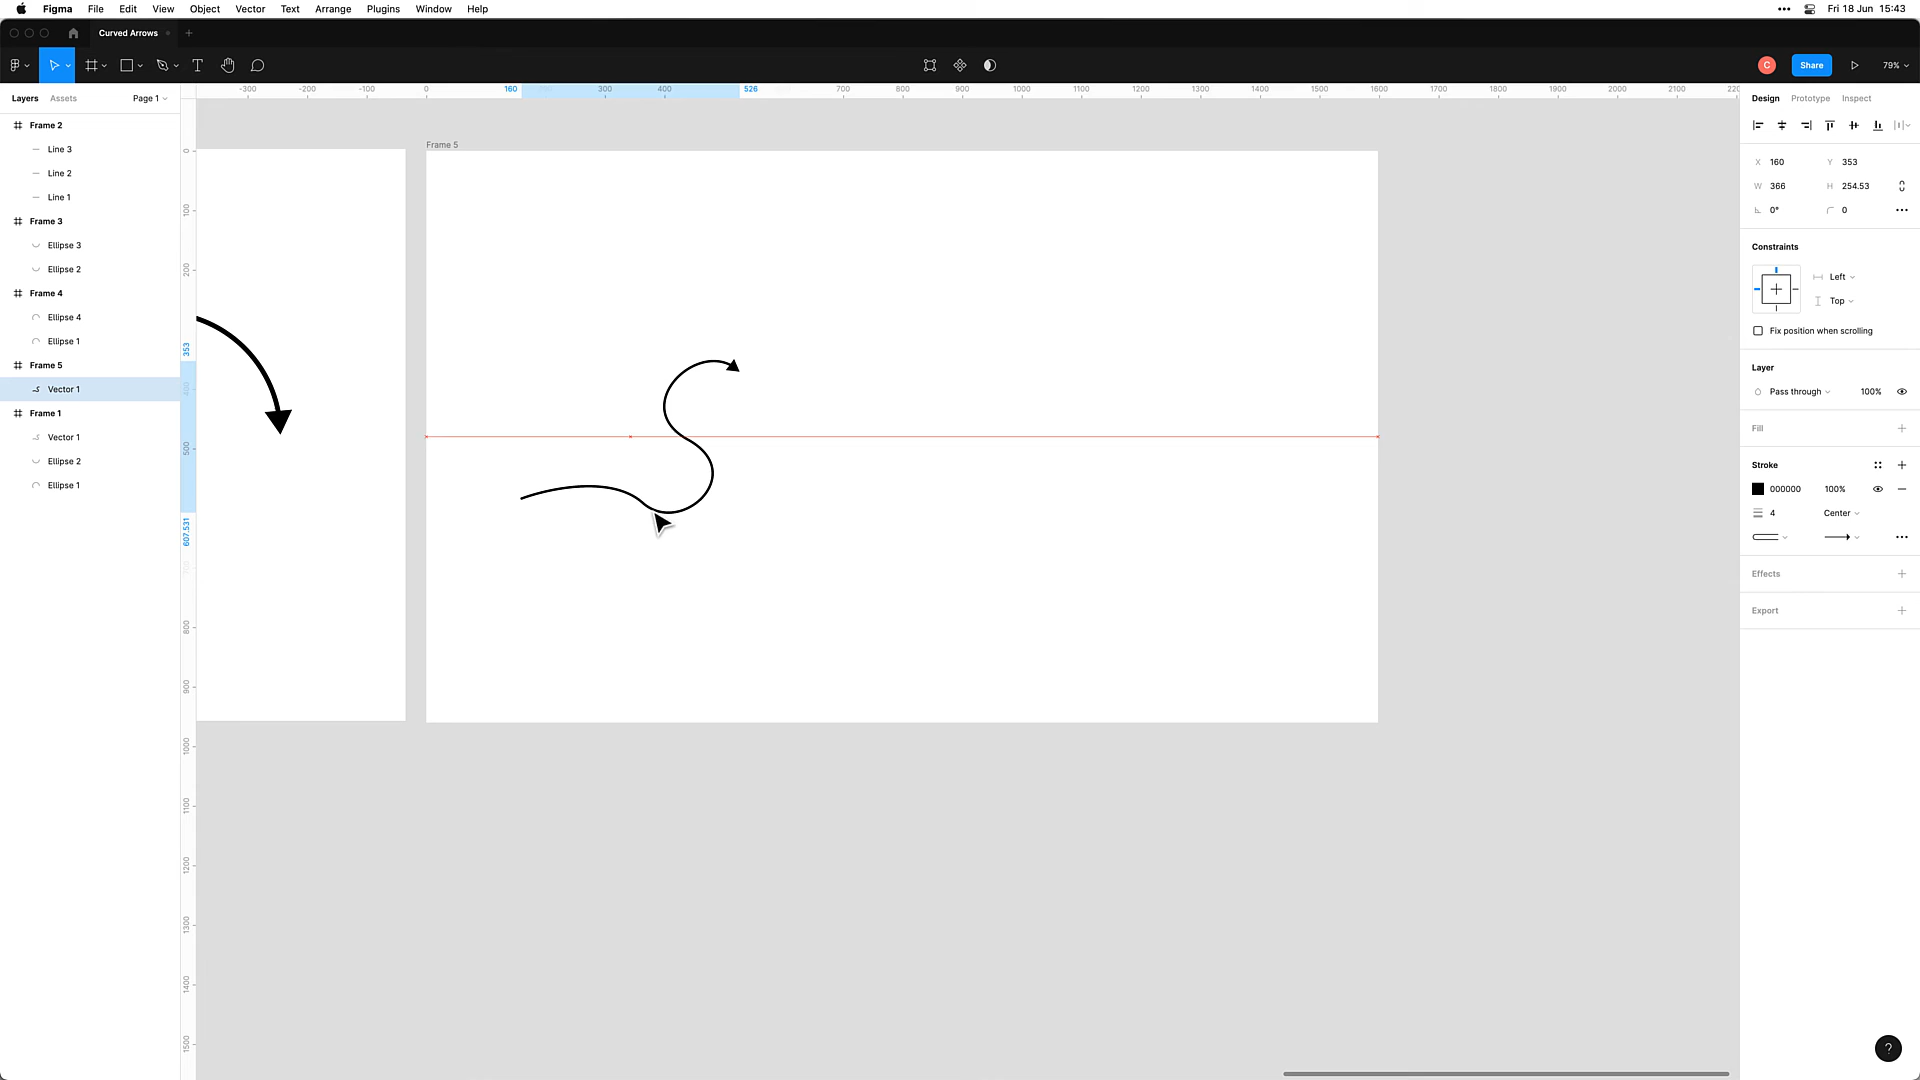 Figma File Edit View Object Vector Text Arrange Plugins Window Help Fri 18 Jun 15:43
Curved Arrows
C Share 79%
Layers Assets Page 1
-300 -200 -100 0 160 300 400 526 700 800 900 1000 1100 1200 1300 1400 1500 1600 1700 1800 1900 2000 2100 220
Design Prototype Inspect
Frame 2
Line 3
Line 2
Line 1
Frame 3
Ellipse 3
Ellipse 2
Frame 4
Ellipse 4
Ellipse 1
Frame 5
Vector 1
Frame 1
Vector 1
Ellipse 2
Ellipse 1
0
100
200
353
400
500
607.531
700
800
900
1000
1100
1200
1300
1400
1500
Frame 5
X 160 Y 353
W 366 H 254.53
0° 0
Constraints
Left
Top
Fix position when scrolling
Layer
Pass through 100%
Fill
Stroke
000000 100%
4 Center
Effects
Export
?